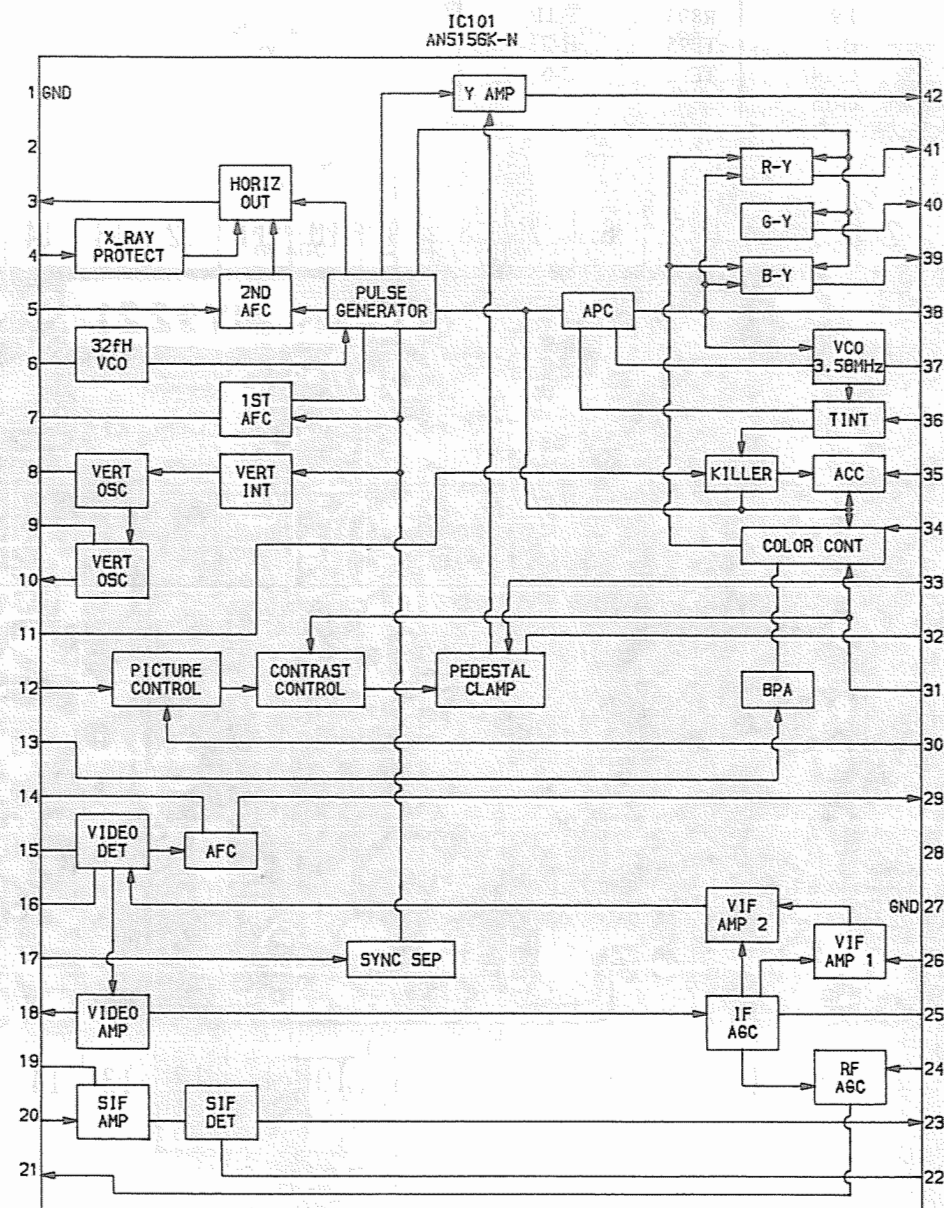 IC101
AN5156K-N
1 GND
Y AMP
42
2
41
R-Y
3
HORIZ
OUT
40
G-Y
4
X_RAY
PROTECT
39
B-Y
5
2ND
AFC
PULSE
GENERATOR
APC
38
6
32fH
VCO
VCO
3.58MHz
37
7
1ST
AFC
TINT
36
8
VERT
OSC
VERT
INT
KILLER
ACC
35
9
34
COLOR CONT
10
VERT
OSC
33
11
32
12
PICTURE
CONTROL
CONTRAST
CONTROL
PEDESTAL
CLAMP
BPA
31
13
30
14
29
15
VIDEO
DET
AFC
28
16
GND 27
VIF
AMP 2
17
SYNC SEP
VIF
AMP 1
26
18
VIDEO
AMP
IF
AGC
25
19
24
RF
AGC
20
SIF
AMP
SIF
DET
23
21
22